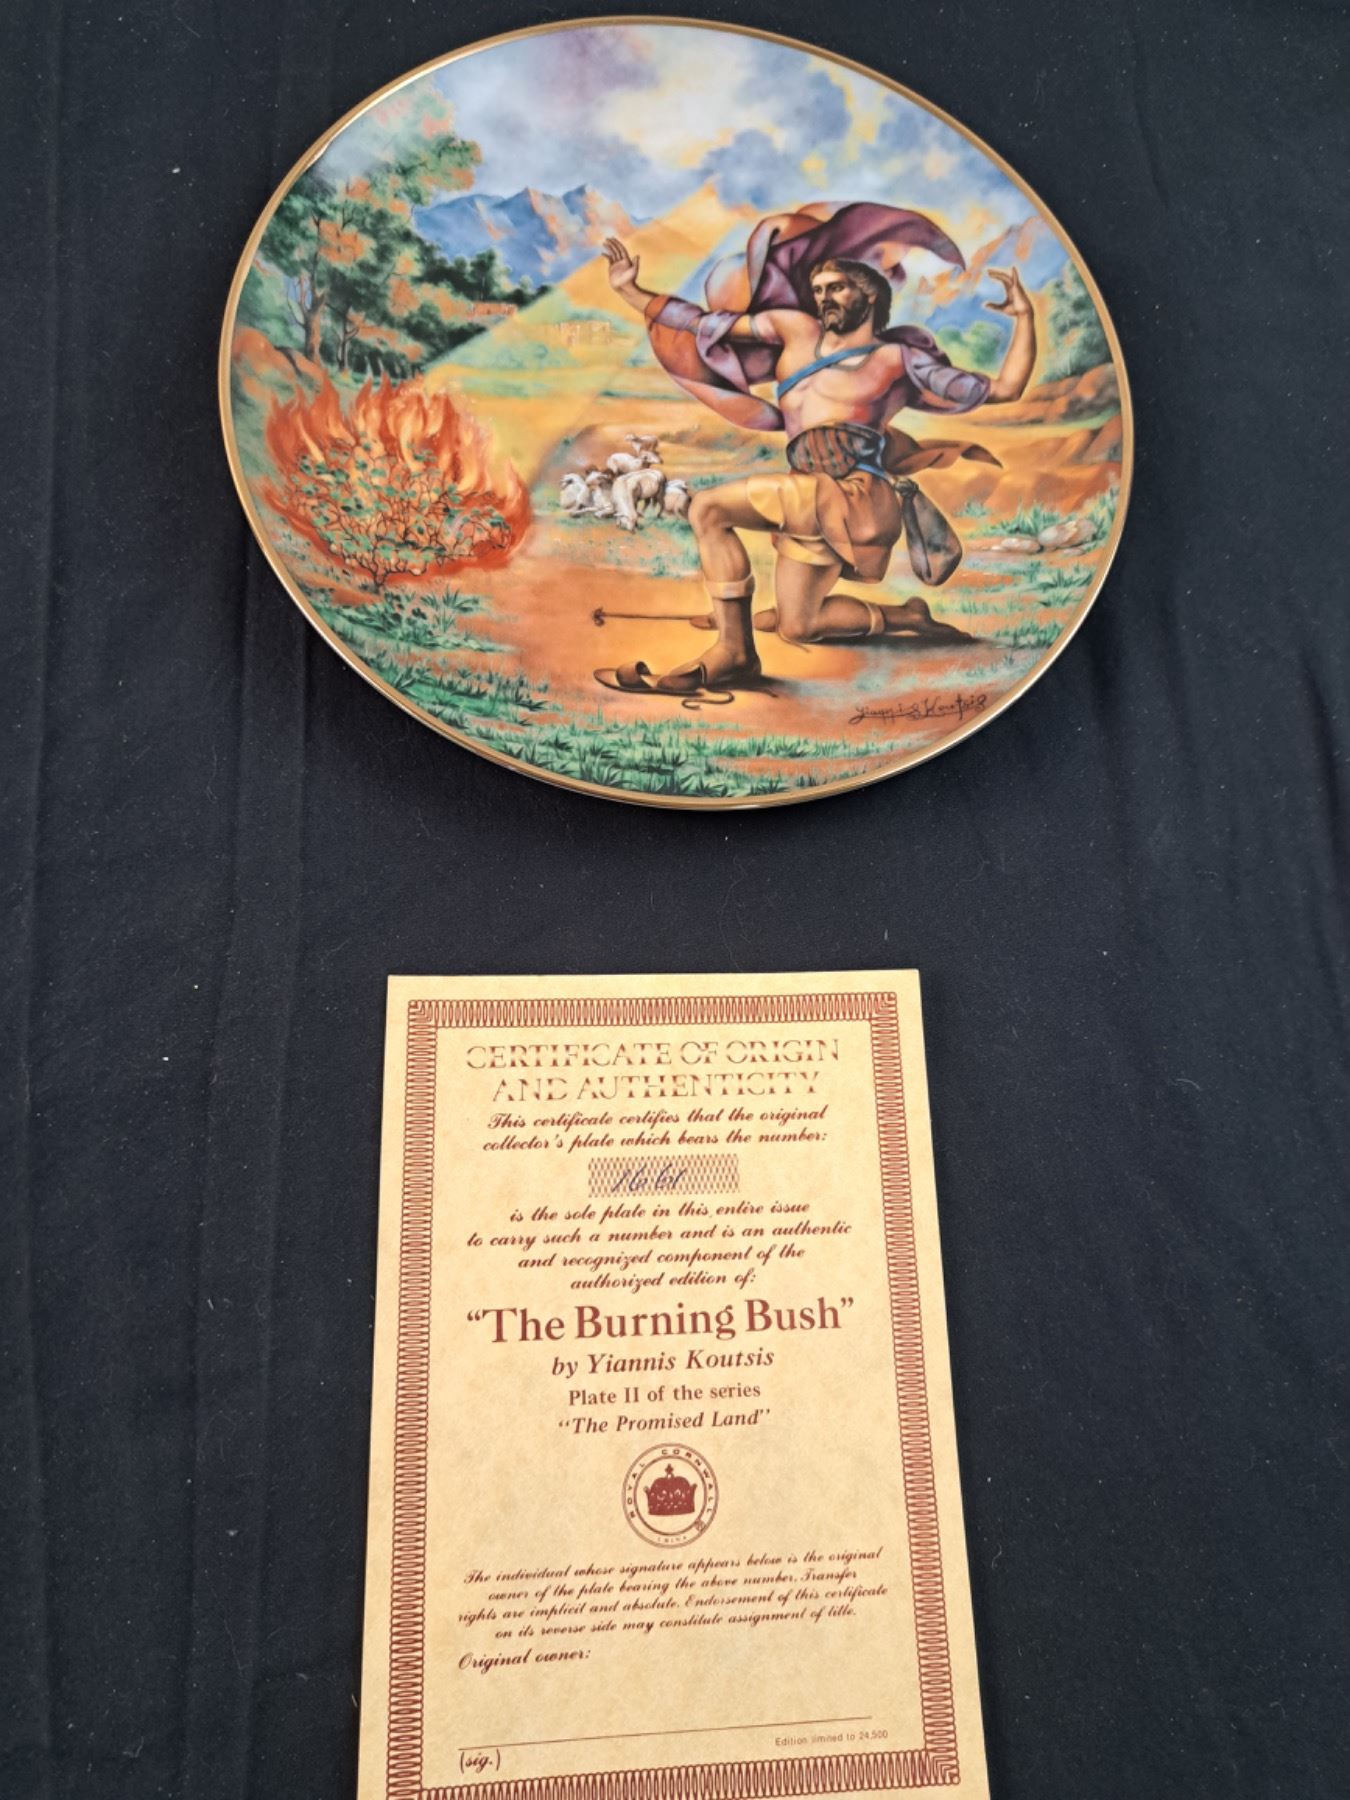 Yiannis Koutsis
CERTIFICATE OF ORIGIN
AND AUTHENTICITY
This certificate certifies that the original
collector's plate which bears the number:
is the sole plate in this entire issue
to carry such a number and is an authentic
and recognized component of the
authorized edition of:
"The Burning Bush"
by Yiannis Koutsis
Plate II of the series
"The Promised Land"
ROYAL CORNWALL
CHINA
The individual whose signature appears below is the original
owner of the plate bearing the above number. Transfer
rights are implicit and absolute. Endorsement of this certificate
on its reverse side may constitute assignment of title.
Original owner:
Edition limited to 24,500
(sig.)